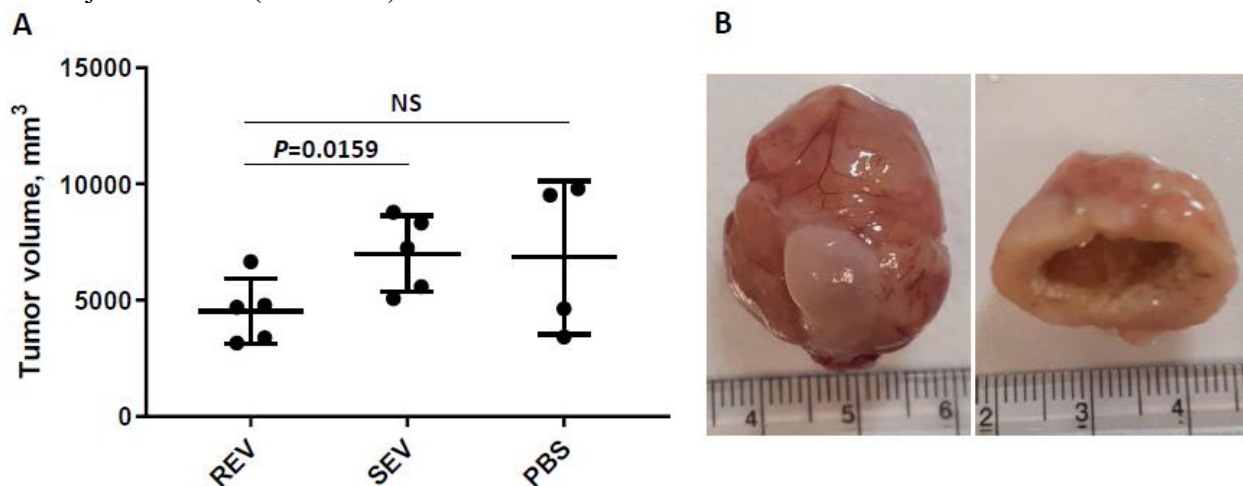 A
B
15000
10000
5000
0
Tumor volume, mm³
NS
P=0.0159
REV
SEV
PBS
4 5 6
2 3 4